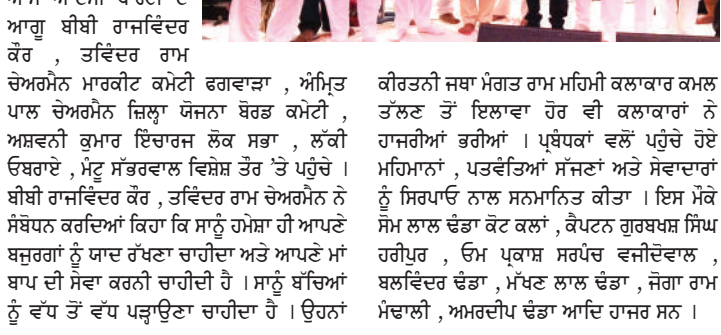 ਆਗੂ ਬੀਬੀ ਰਾਜਵਿੰਦਰ
ਕੌਰ , ਤਵਿੰਦਰ ਰਾਮ
ਚੇਅਰਮੈਨ ਮਾਰਕੀਟ ਕਮੇਟੀ ਫਗਵਾੜਾ , ਅੰਮ੍ਰਿਤ
ਪਾਲ ਚੇਅਰਮੈਨ ਜ਼ਿਲ੍ਹਾ ਯੋਜਨਾ ਬੋਰਡ ਕਮੇਟੀ ,
ਅਸ਼ਵਨੀ ਕੁਮਾਰ ਇੰਚਾਰਜ ਲੋਕ ਸਭਾ , ਲੱਕੀ
ਓਬਰਾਏ , ਮੰਟੂ ਸੱਭਰਵਾਲ ਵਿਸ਼ੇਸ਼ ਤੌਰ ’ਤੇ ਪਹੁੰਚੇ ।
ਬੀਬੀ ਰਾਜਵਿੰਦਰ ਕੌਰ , ਤਵਿੰਦਰ ਰਾਮ ਚੇਅਰਮੈਨ ਨੇ
ਸੰਬੋਧਨ ਕਰਦਿਆਂ ਕਿਹਾ ਕਿ ਸਾਨੂੰ ਹਮੇਸ਼ਾ ਹੀ ਆਪਣੇ
ਬਜੁਰਗਾਂ ਨੂੰ ਯਾਦ ਰੱਖਣਾ ਚਾਹੀਦਾ ਅਤੇ ਆਪਣੇ ਮਾਂ
ਬਾਪ ਦੀ ਸੇਵਾ ਕਰਨੀ ਚਾਹੀਦੀ ਹੈ । ਸਾਨੂੰ ਬੱਚਿਆਂ
ਨੂੰ ਵੱਧ ਤੋਂ ਵੱਧ ਪੜ੍ਹਾਉਣਾ ਚਾਹੀਦਾ ਹੈ । ਉਹਨਾਂ
ਕੀਰਤਨੀ ਜਥਾ ਮੰਗਤ ਰਾਮ ਮਹਿਮੀ ਕਲਾਕਾਰ ਕਮਲ
ਤੱਲਣ ਤੋਂ ਇਲਾਵਾ ਹੋਰ ਵੀ ਕਲਾਕਾਰਾਂ ਨੇ
ਹਾਜਰੀਆਂ ਭਰੀਆਂ । ਪ੍ਰਬੰਧਕਾਂ ਵਲੋਂ ਪਹੁੰਚੇ ਹੋਏ
ਮਹਿਮਾਨਾਂ , ਪਤਵੰਤਿਆਂ ਸੱਜਣਾਂ ਅਤੇ ਸੇਵਾਦਾਰਾਂ
ਨੂੰ ਸਿਰਪਾਓ ਨਾਲ ਸਨਮਾਨਿਤ ਕੀਤਾ । ਇਸ ਮੌਕੇ
ਸੋਮ ਲਾਲ ਢੰਡਾ ਕੋਟ ਕਲਾਂ , ਕੈਪਟਨ ਗੁਰਬਖਸ਼ ਸਿੰਘ
ਹਰੀਪੁਰ , ਓਮ ਪ੍ਰਕਾਸ਼ ਸਰਪੰਚ ਵਜੀਦੋਵਾਲ ,
ਬਲਵਿੰਦਰ ਢੰਡਾ , ਮੱਖਣ ਲਾਲ ਢੰਡਾ , ਜੋਗਾ ਰਾਮ
ਮੰਢਾਲੀ , ਅਮਰਦੀਪ ਢੰਡਾ ਆਦਿ ਹਾਜਰ ਸਨ ।